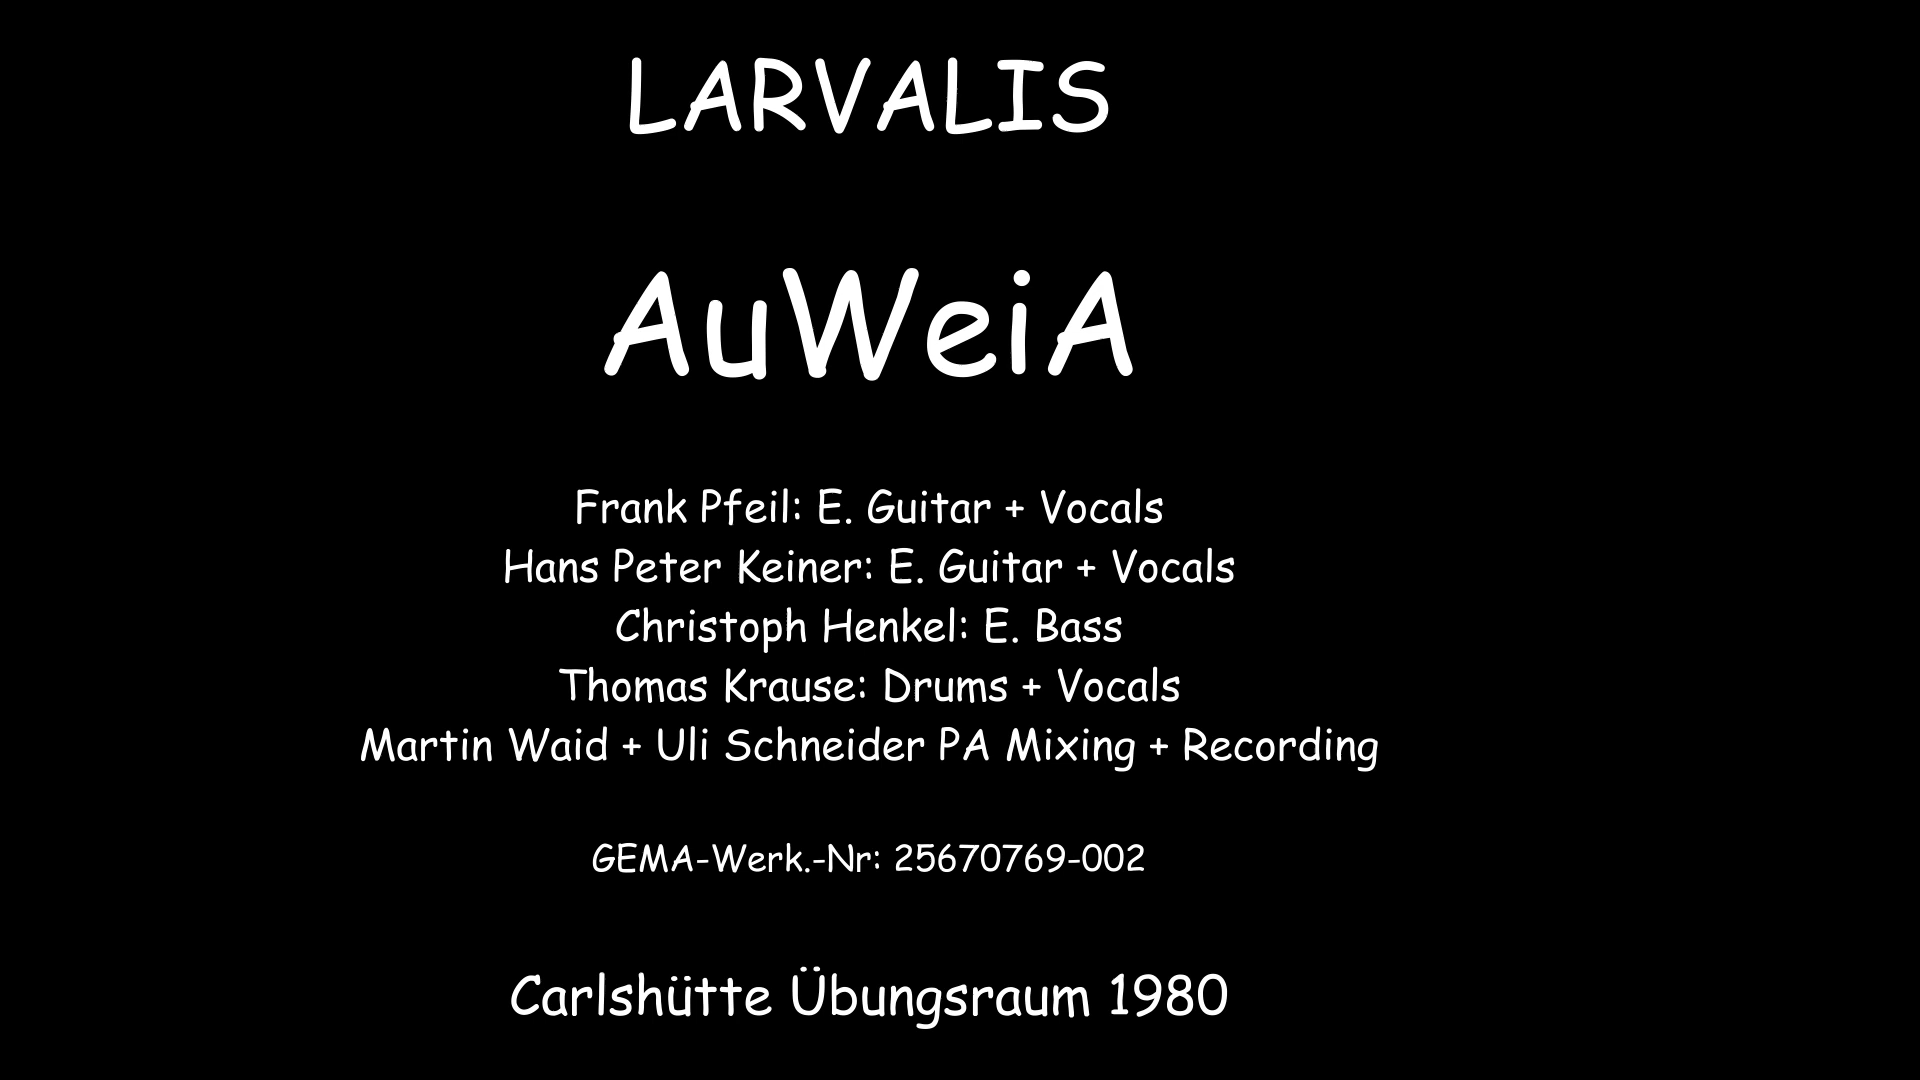 LARVALIS
AuWeiA
Frank Pfeil: E. Guitar + Vocals
Hans Peter Keiner: E. Guitar + Vocals
Christoph Henkel: E. Bass
Thomas Krause: Drums + Vocals
Martin Waid + Uli Schneider PA Mixing + Recording
GEMA-Werk.-Nr: 25670769-002
Carlshütte Übungsraum 1980